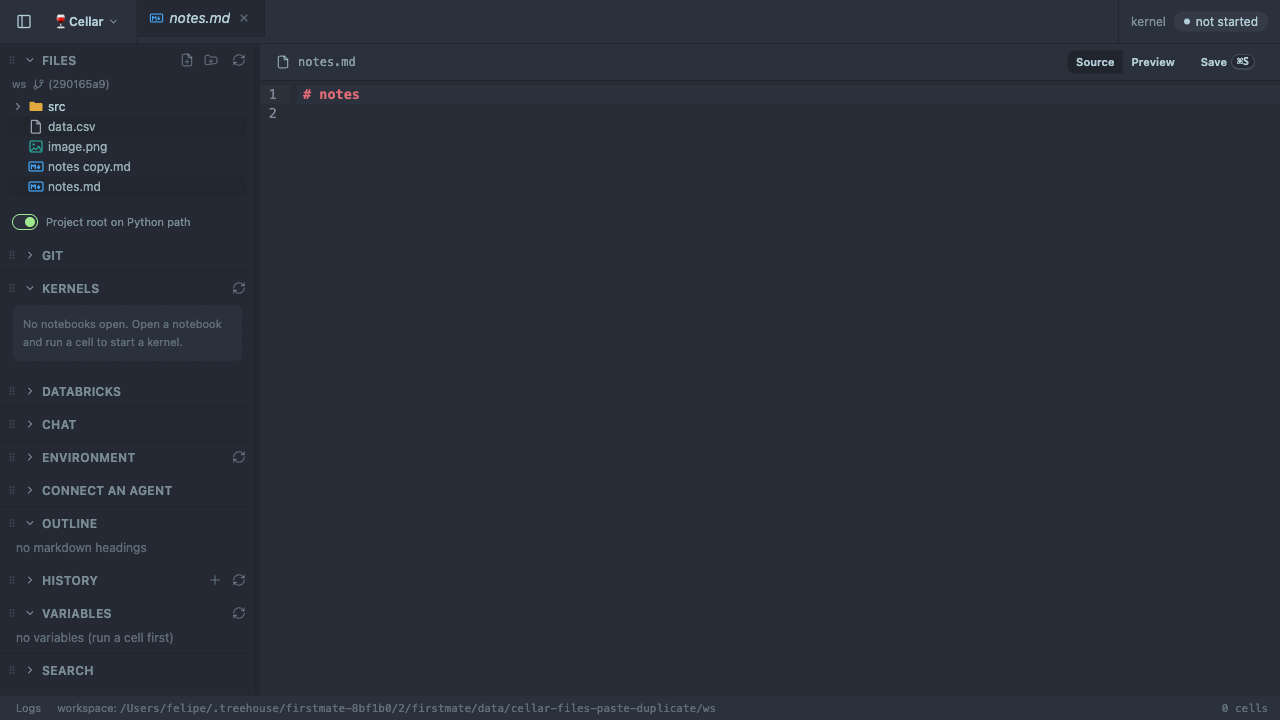 Cellar
notes.md
kernel
not started
FILES
ws (290165a9)
src
data.csv
image.png
notes copy.md
notes.md
Project root on Python path
GIT
KERNELS
No notebooks open. Open a notebook
and run a cell to start a kernel.
DATABRICKS
CHAT
ENVIRONMENT
CONNECT AN AGENT
OUTLINE
no markdown headings
HISTORY
VARIABLES
no variables (run a cell first)
SEARCH
notes.md
Source
Preview
Save ⌘S
1 # notes
2
Logs
workspace: /Users/felipe/.treehouse/firstmate-8bf1b0/2/firstmate/data/cellar-files-paste-duplicate/ws
0 cells